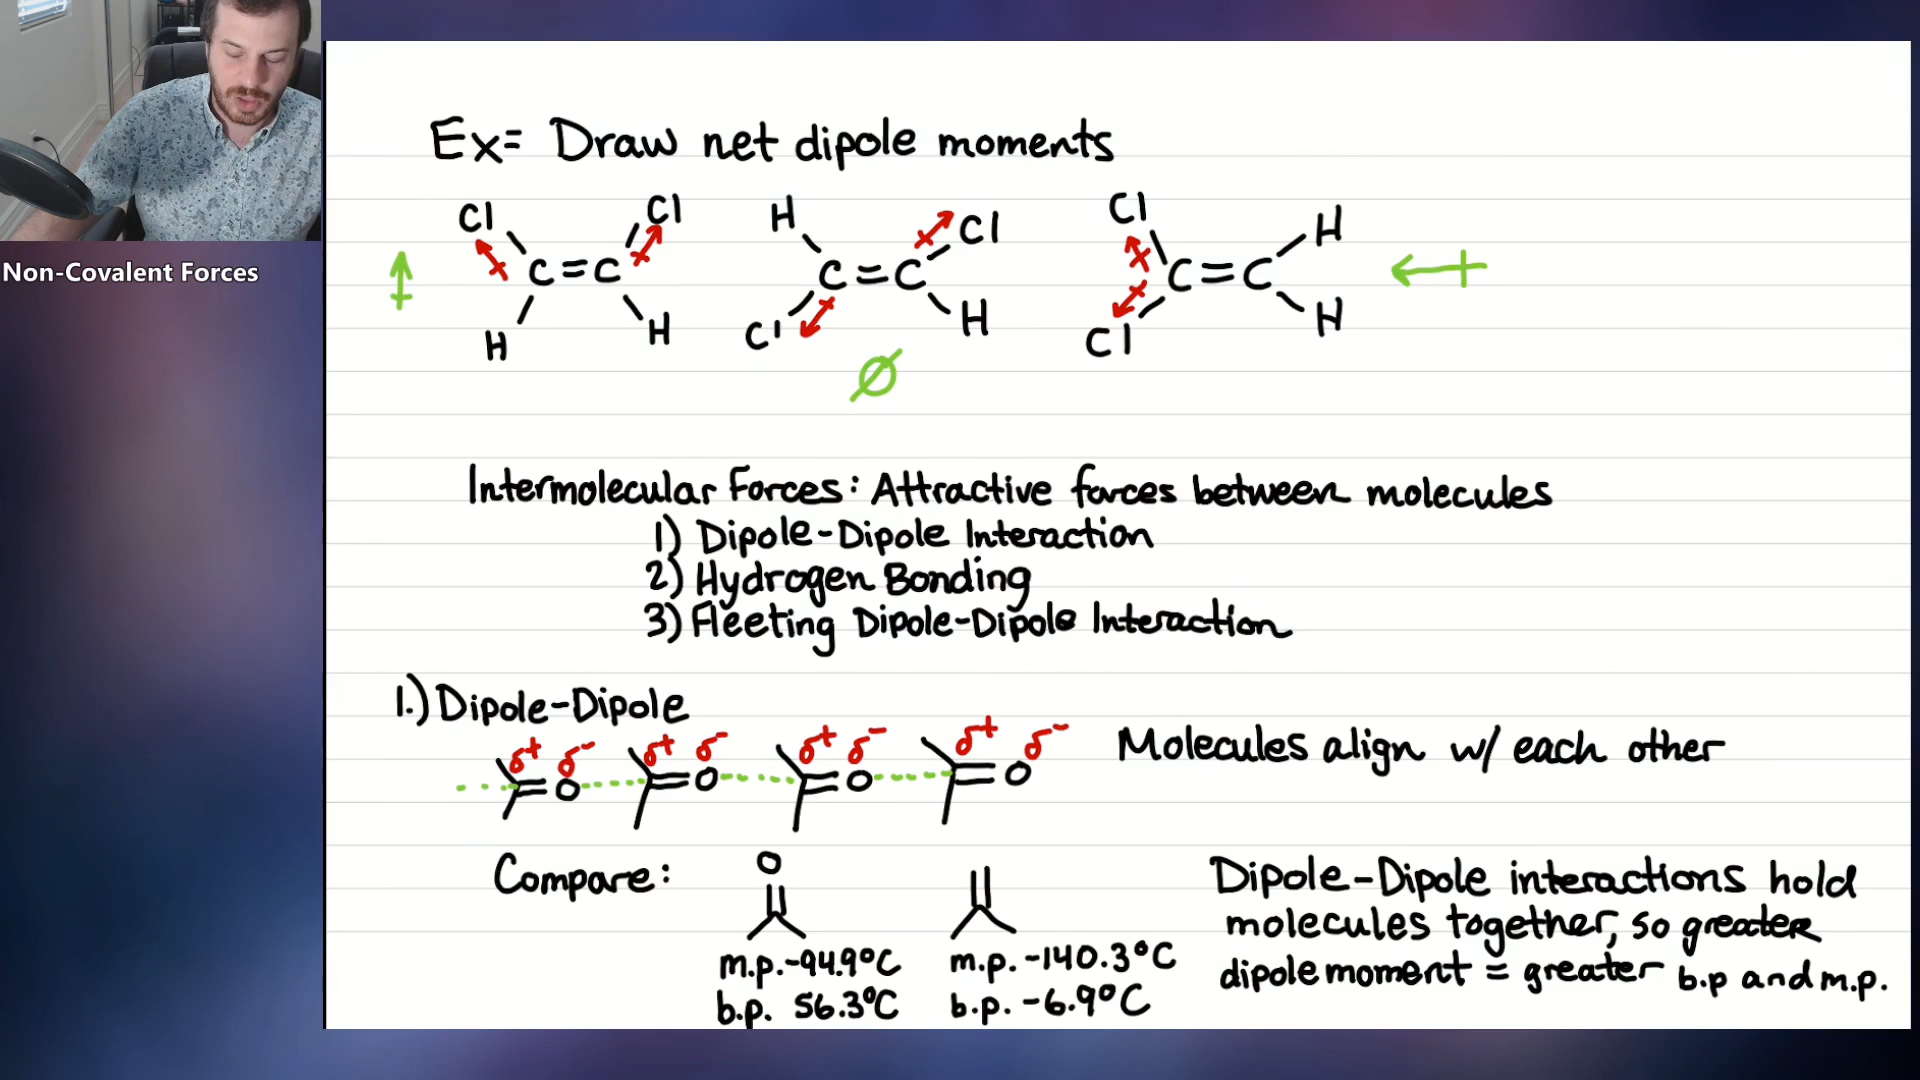 Non-Covalent Forces
Ex= Draw net dipole moments
Cl Cl H Cl Cl H
C=C C=C C=C
H H Cl H Cl H
Ø
Intermolecular Forces: Attractive forces between molecules
1) Dipole-Dipole Interaction
2) Hydrogen Bonding
3) Fleeting Dipole-Dipole Interaction
1.) Dipole-Dipole
δ+ δ- δ+ δ- δ+ δ- δ+ δ-
O O O O
Molecules align w/ each other
Compare:
O
m.p. -94.9°C m.p. -140.3°C
b.p. 56.3°C b.p. -6.9°C
Dipole-Dipole interactions hold
molecules together, so greater
dipole moment = greater b.p and m.p.